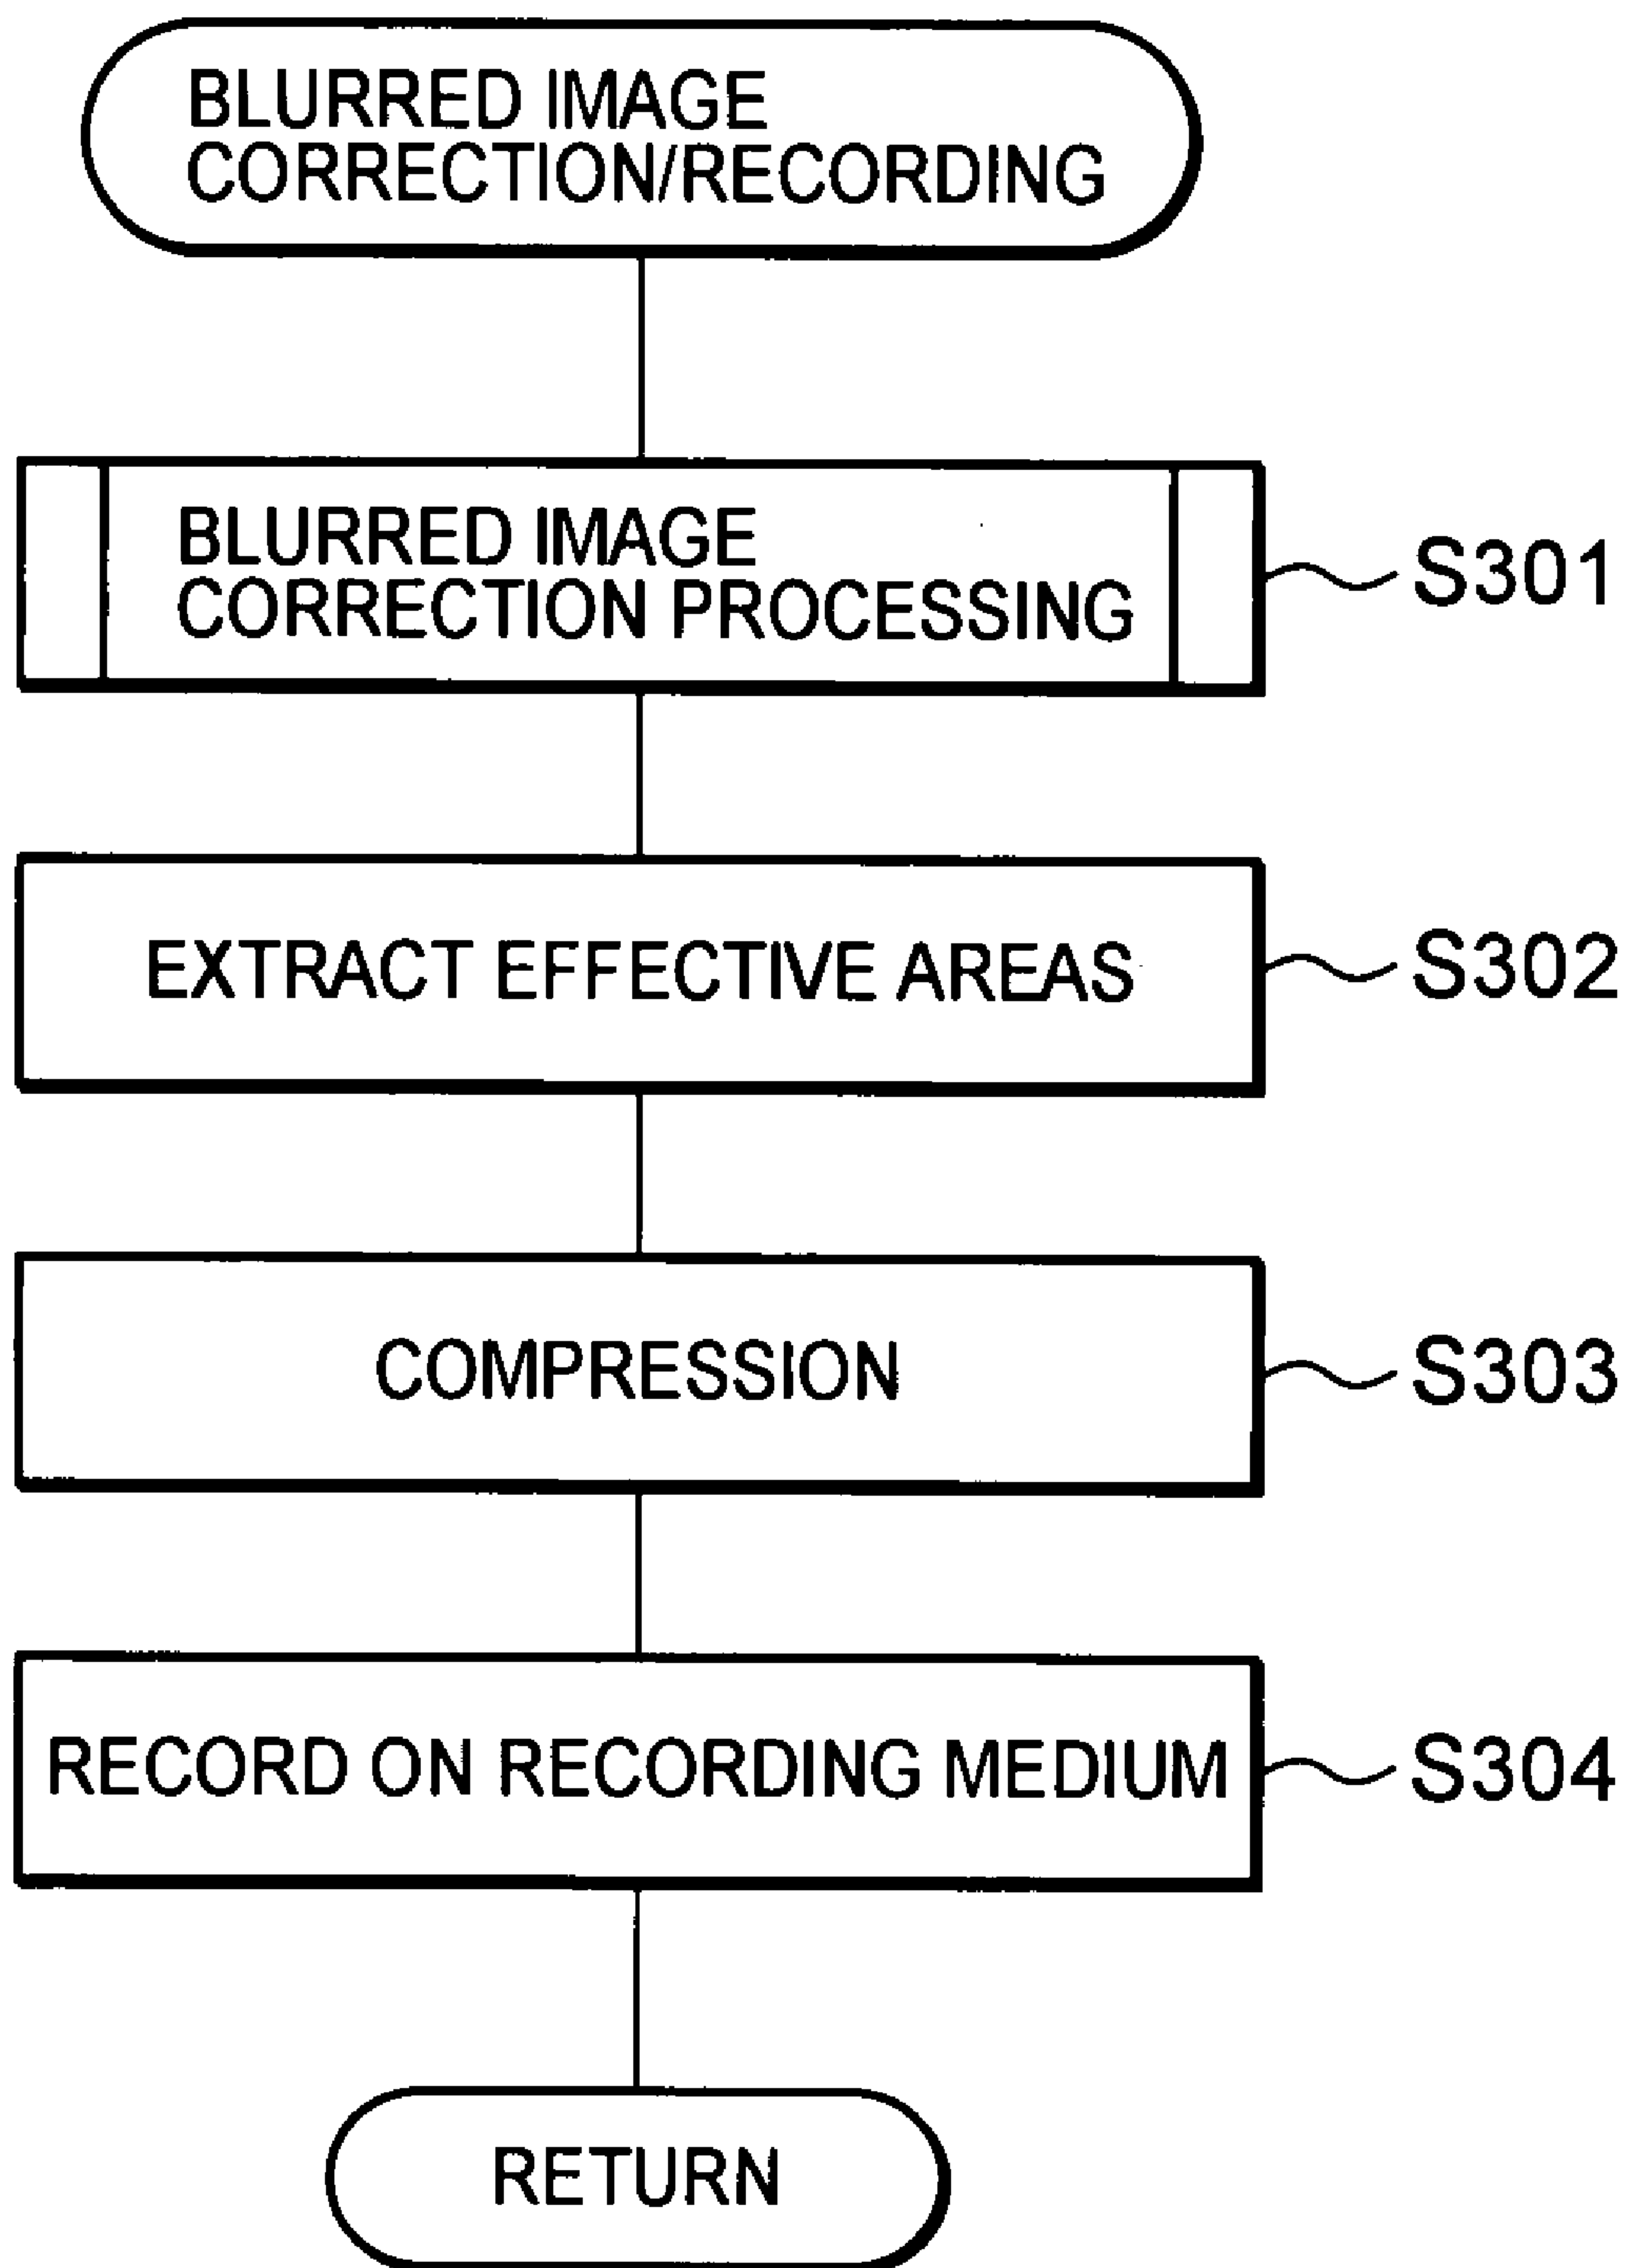 BLURRED IMAGE
CORRECTION/RECORDING
BLURRED IMAGE
CORRECTION PROCESSING
S301
EXTRACT EFFECTIVE AREAS
S302
COMPRESSION
S303
RECORD ON RECORDING MEDIUM
S304
RETURN